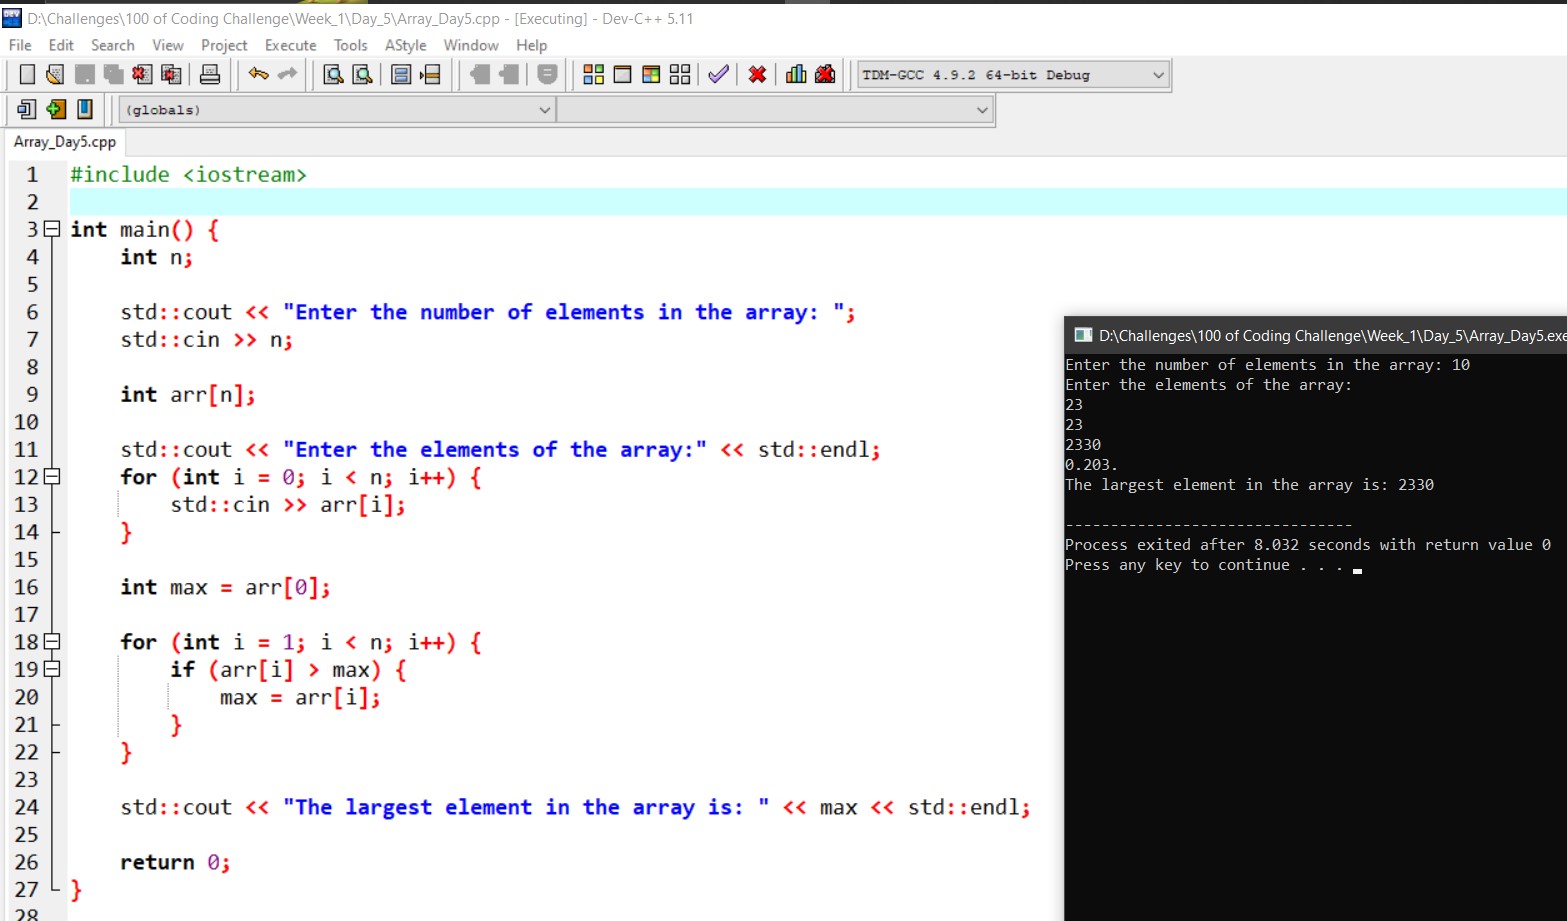 D:\Challenges\100 of Coding Challenge\Week_1\Day_5\Array_Day5.cpp - [Executing] - Dev-C++ 5.11
File Edit Search View Project Execute Tools AStyle Window Help
TDM-GCC 4.9.2 64-bit Debug
(globals)
Array_Day5.cpp
1 #include <iostream>
2
3 int main() {
4 int n;
5
6 std::cout << "Enter the number of elements in the array: ";
7 std::cin >> n;
8
9 int arr[n];
10
11 std::cout << "Enter the elements of the array:" << std::endl;
12 for (int i = 0; i < n; i++) {
13 std::cin >> arr[i];
14 }
15
16 int max = arr[0];
17
18 for (int i = 1; i < n; i++) {
19 if (arr[i] > max) {
20 max = arr[i];
21 }
22 }
23
24 std::cout << "The largest element in the array is: " << max << std::endl;
25
26 return 0;
27 }
28
D:\Challenges\100 of Coding Challenge\Week_1\Day_5\Array_Day5.exe
Enter the number of elements in the array: 10
Enter the elements of the array:
23
23
2330
0.203.
The largest element in the array is: 2330
--------------------------------
Process exited after 8.032 seconds with return value 0
Press any key to continue . . .